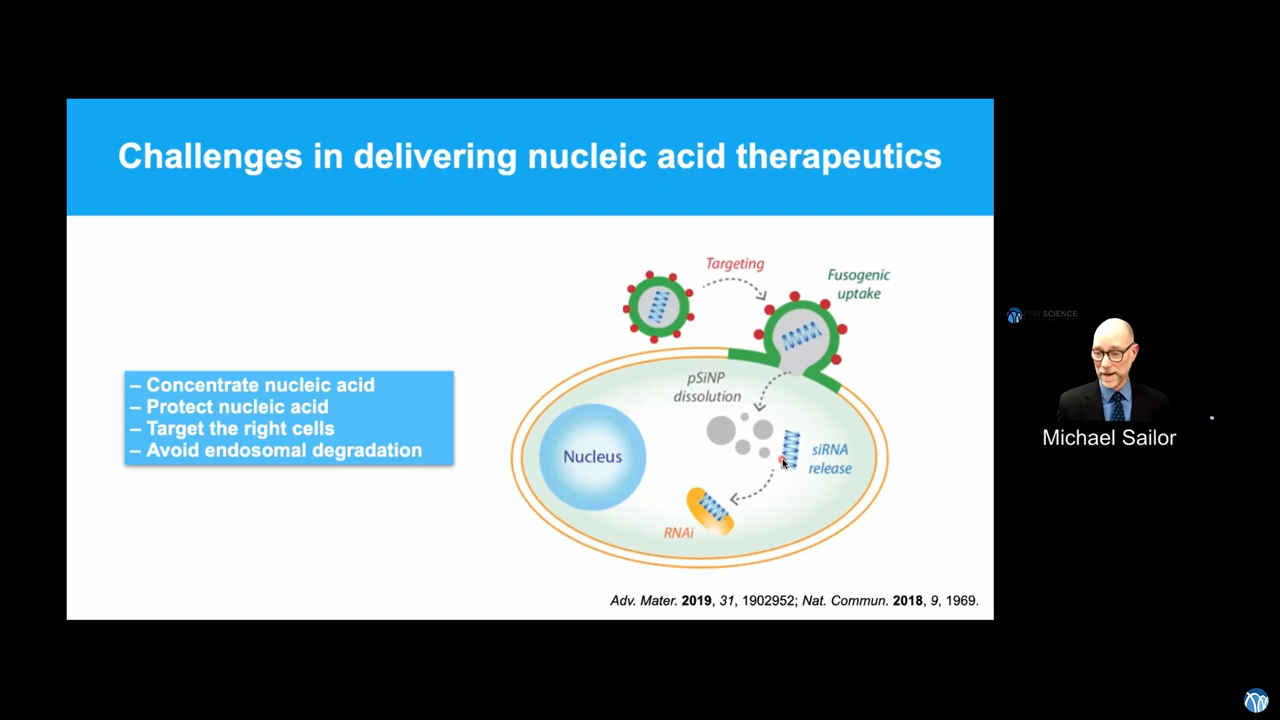 Challenges in delivering nucleic acid therapeutics
– Concentrate nucleic acid
– Protect nucleic acid
– Target the right cells
– Avoid endosomal degradation
Targeting
Fusogenic
uptake
pSiNP
dissolution
Nucleus
siRNA
release
RNAi
Adv. Mater. 2019, 31, 1902952; Nat. Commun. 2018, 9, 1969.
PSW SCIENCE
Michael Sailor